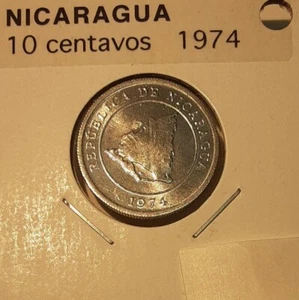 NICARAGUA
10 centavos 1974
REPUBLICA DE NICARAGUA
1974